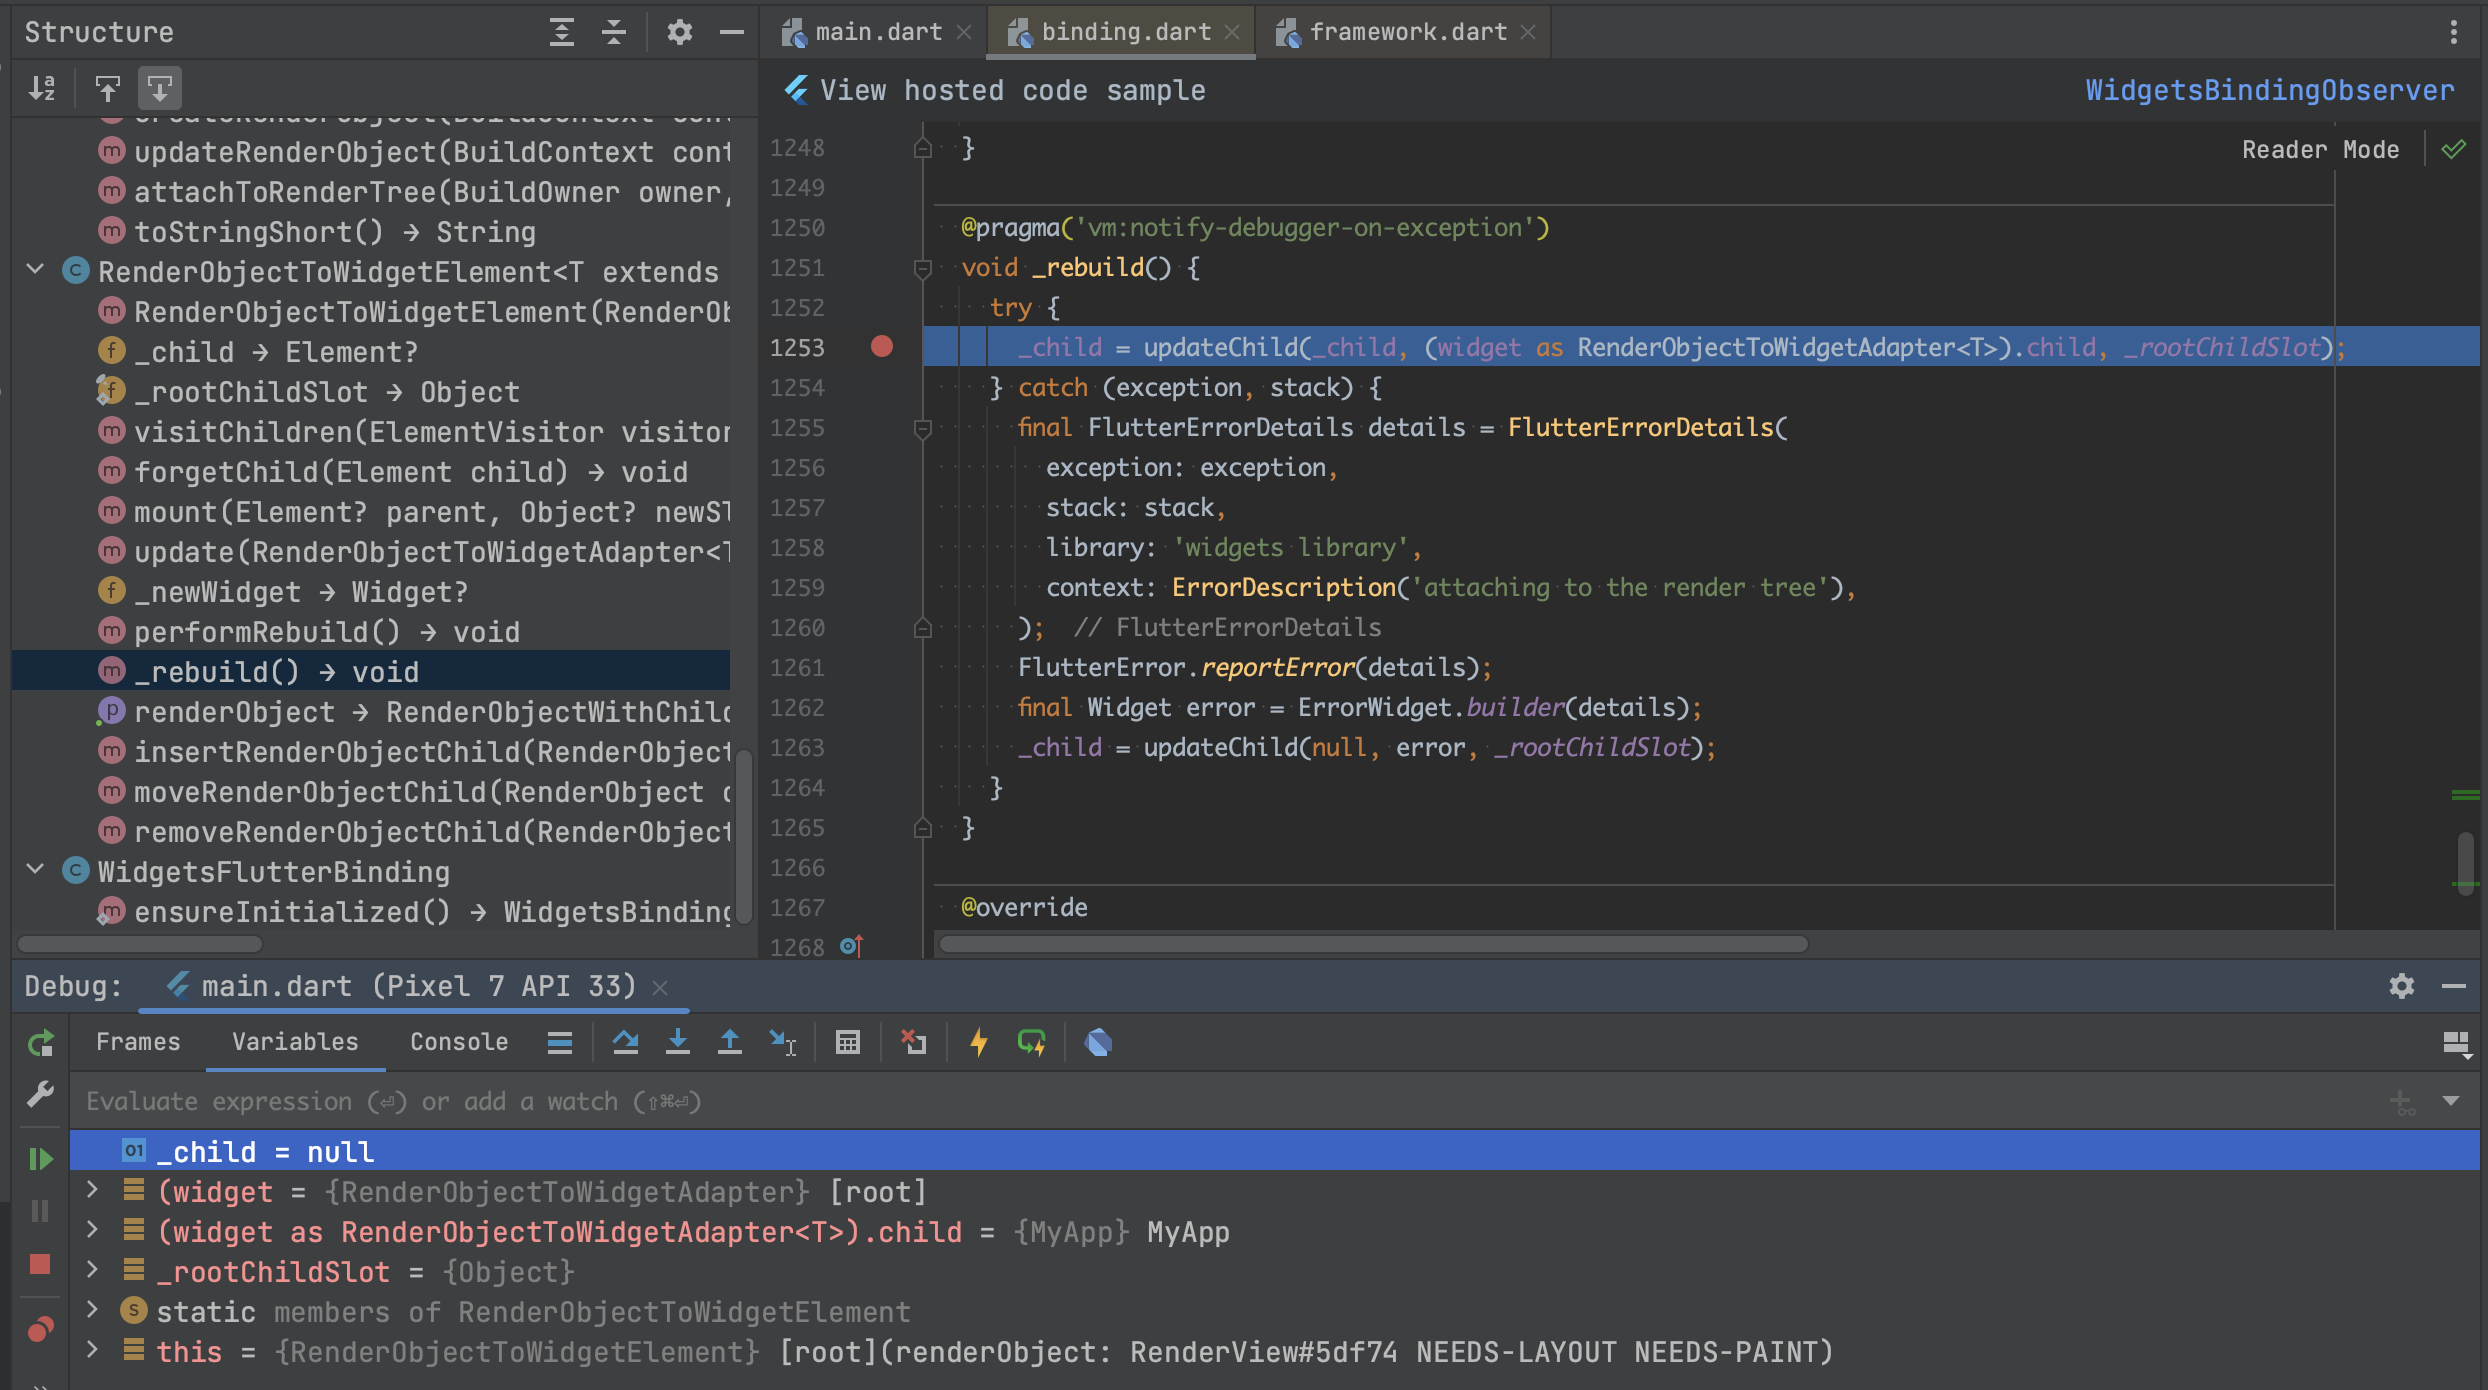 Structure
main.dart
binding.dart
framework.dart
View hosted code sample
WidgetsBindingObserver
Reader Mode
updateRenderObject(BuildContext cont
attachToRenderTree(BuildOwner owner,
toStringShort() → String
RenderObjectToWidgetElement<T extends
RenderObjectToWidgetElement(RenderOb
_child → Element?
_rootChildSlot → Object
visitChildren(ElementVisitor visitor
forgetChild(Element child) → void
mount(Element? parent, Object? newSl
update(RenderObjectToWidgetAdapter<T
_newWidget → Widget?
performRebuild() → void
_rebuild() → void
renderObject → RenderObjectWithChild
insertRenderObjectChild(RenderObject
moveRenderObjectChild(RenderObject c
removeRenderObjectChild(RenderObject
WidgetsFlutterBinding
ensureInitialized() → WidgetsBinding
1248 }
1249
1250 @pragma('vm:notify-debugger-on-exception')
1251 void _rebuild() {
1252 try {
1253 _child = updateChild(_child, (widget as RenderObjectToWidgetAdapter<T>).child, _rootChildSlot);
1254 } catch (exception, stack) {
1255 final FlutterErrorDetails details = FlutterErrorDetails(
1256 exception: exception,
1257 stack: stack,
1258 library: 'widgets library',
1259 context: ErrorDescription('attaching to the render tree'),
1260 ); // FlutterErrorDetails
1261 FlutterError.reportError(details);
1262 final Widget error = ErrorWidget.builder(details);
1263 _child = updateChild(null, error, _rootChildSlot);
1264 }
1265 }
1266
1267 @override
1268
Debug: main.dart (Pixel 7 API 33)
Frames Variables Console
Evaluate expression (⏎) or add a watch (⇧⌘⏎)
01 _child = null
(widget = {RenderObjectToWidgetAdapter} [root]
(widget as RenderObjectToWidgetAdapter<T>).child = {MyApp} MyApp
_rootChildSlot = {Object}
static members of RenderObjectToWidgetElement
this = {RenderObjectToWidgetElement} [root](renderObject: RenderView#5df74 NEEDS-LAYOUT NEEDS-PAINT)